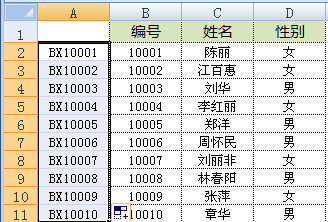 A B C D
1 编号 姓名 性别
2 BX10001 10001 陈丽 女
3 BX10002 10002 江百惠 女
4 BX10003 10003 刘华 男
5 BX10004 10004 李红丽 女
6 BX10005 10005 郑洋 男
7 BX10006 10006 周怀民 男
8 BX10007 10007 刘丽非 女
9 BX10008 10008 林春阳 男
10 BX10009 10009 张萍 女
11 BX10010 10010 章华 男